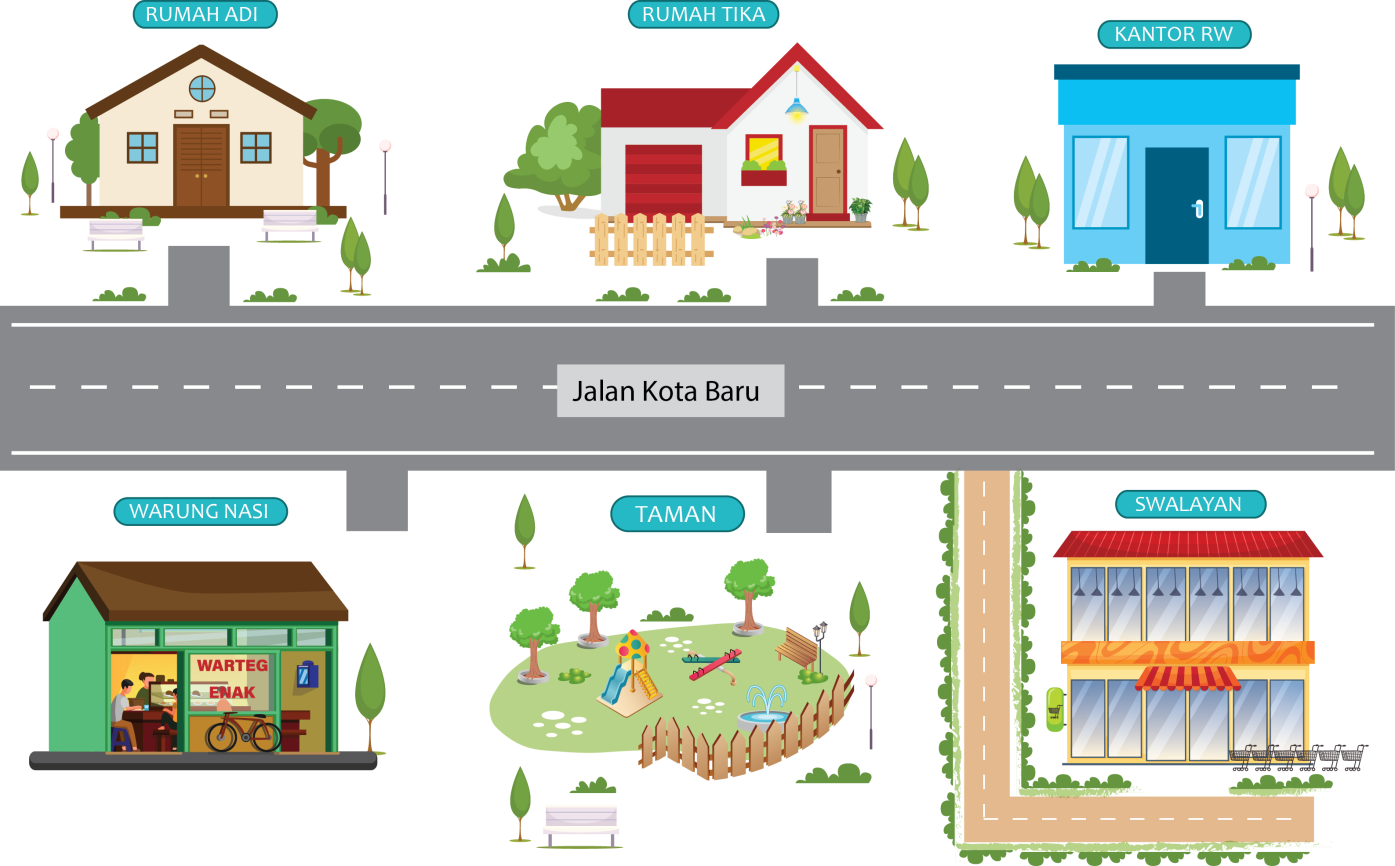 RUMAH ADI
RUMAH TIKA
KANTOR RW
Jalan Kota Baru
WARUNG NASI
TAMAN
SWALAYAN
WARTEG
ENAK